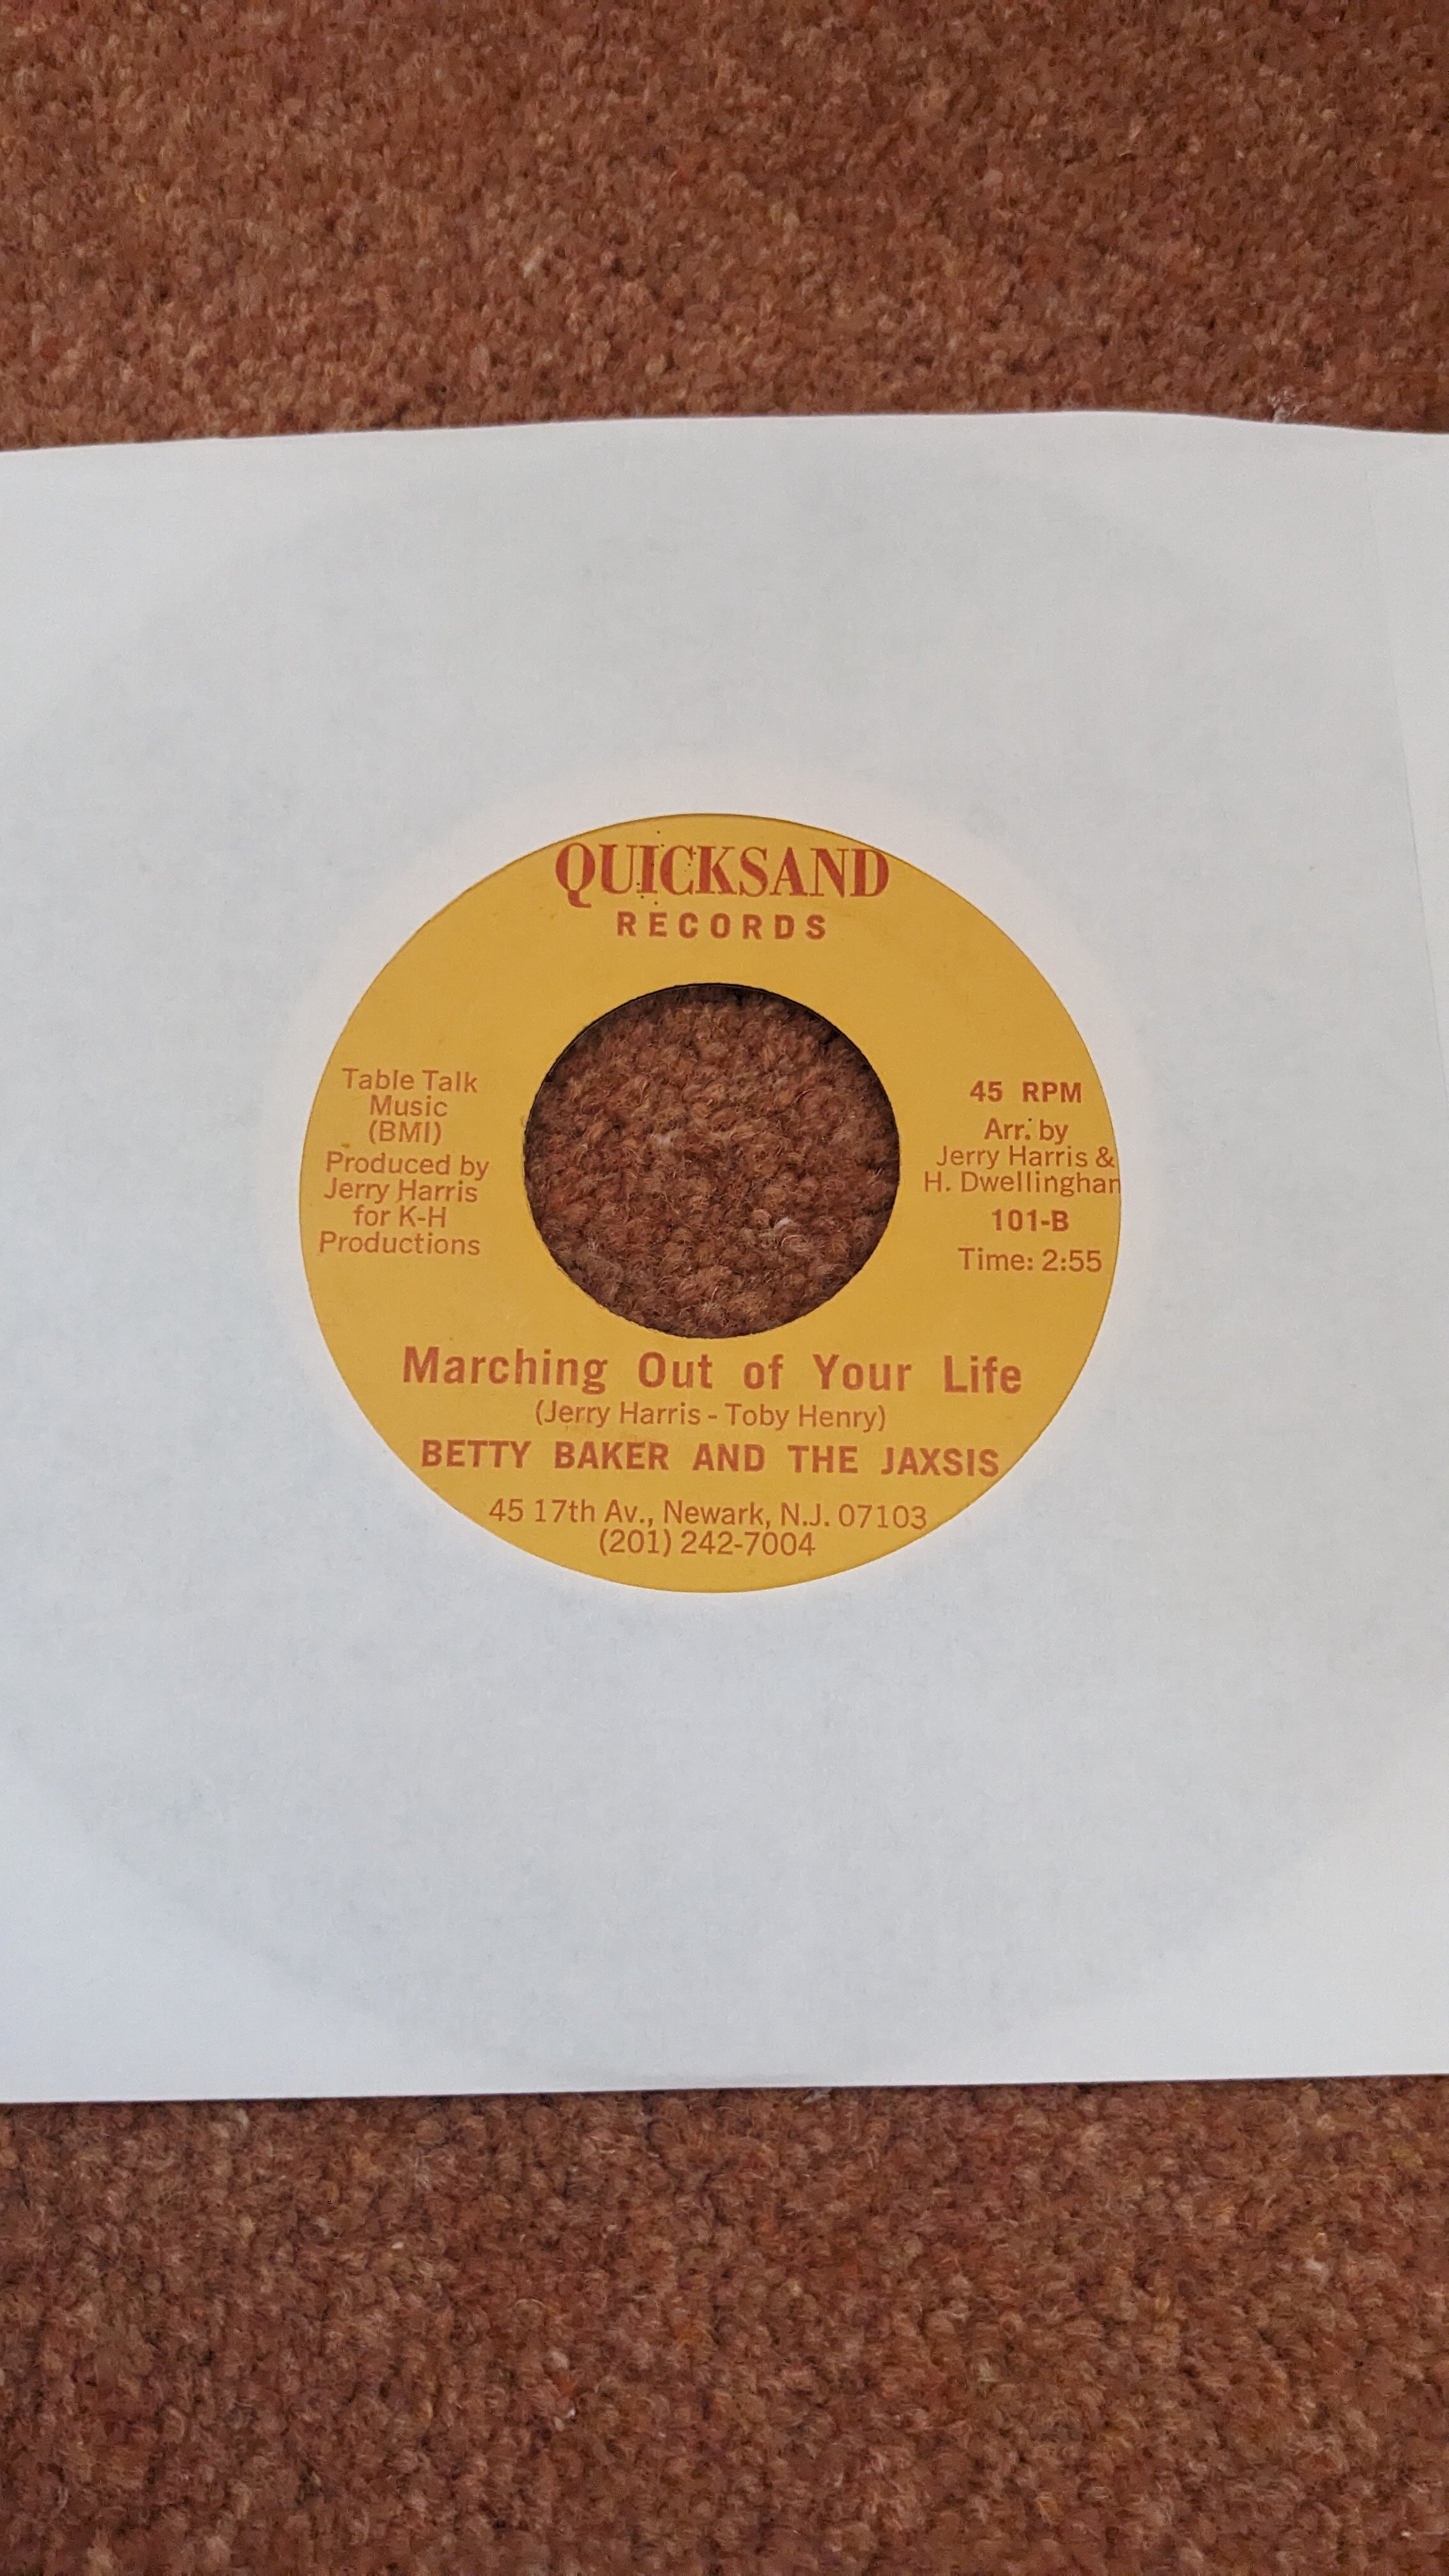 QUICKSAND
RECORDS
Table Talk
Music
(BMI)
Produced by
Jerry Harris
for K-H
Productions
45 RPM
Arr. by
Jerry Harris &
H. Dwellinghan
101-B
Time: 2:55
Marching Out of Your Life
(Jerry Harris - Toby Henry)
BETTY BAKER AND THE JAXSIS
45 17th Av., Newark, N.J. 07103
(201) 242-7004